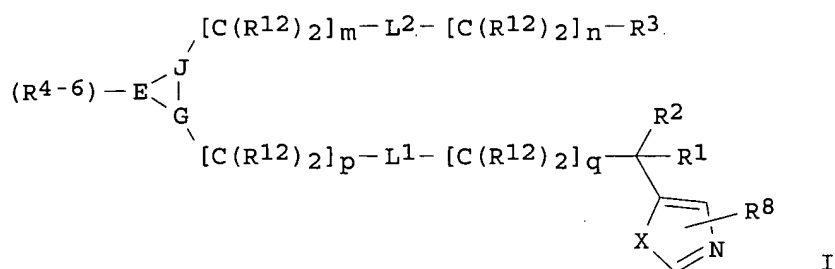 [C(R12)2]m—L2—[C(R12)2]n—R3
J
(R4-6)—E
G
R2
[C(R12)2]p—L1—[C(R12)2]q R1
R8
X N
I